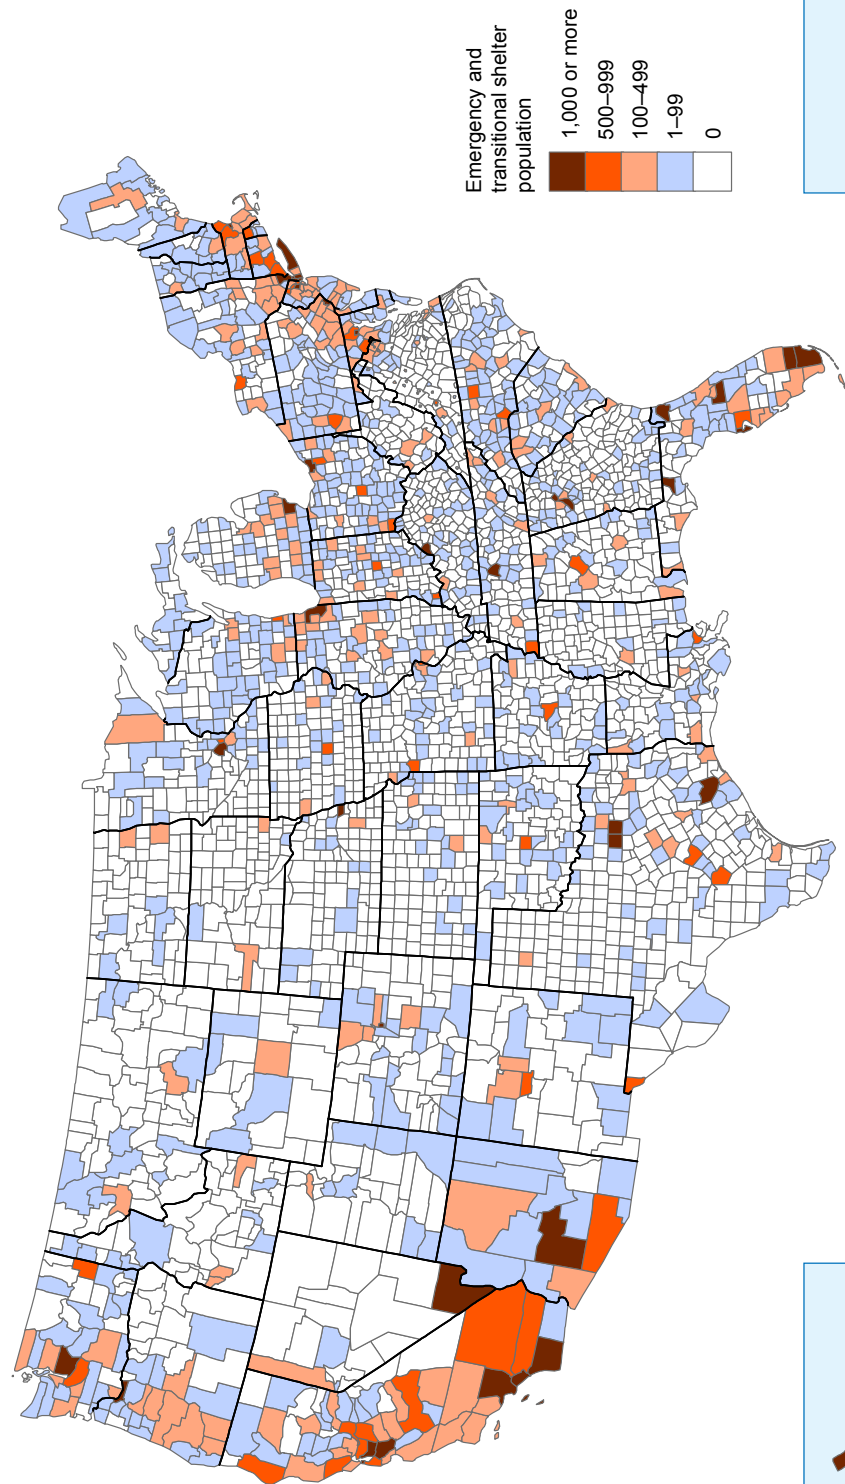 Emergency and
transitional shelter
population
1,000 or more
500–999
100–499
1–99
0